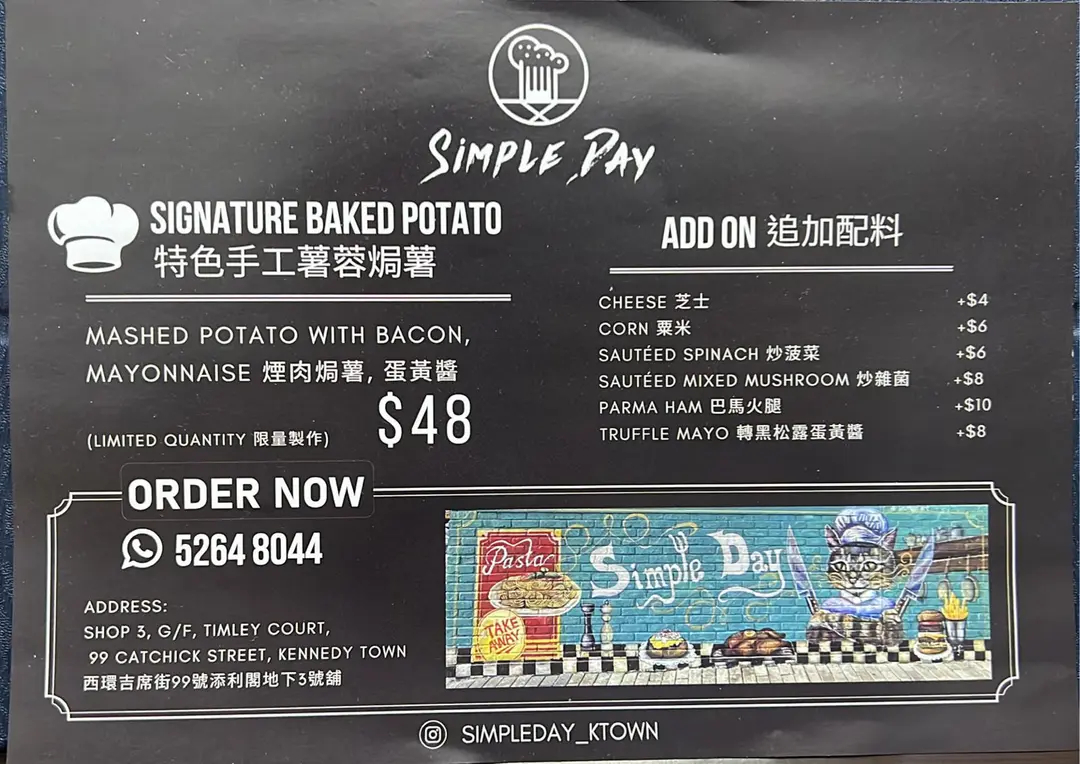 SIMPLE DAY
SIGNATURE BAKED POTATO
特色手工薯蓉焗薯
MASHED POTATO WITH BACON,
MAYONNAISE 煙肉焗薯, 蛋黃醬
(LIMITED QUANTITY 限量製作) $48
ADD ON 追加配料
CHEESE 芝士 +$4
CORN 粟米 +$6
SAUTÉED SPINACH 炒菠菜 +$6
SAUTÉED MIXED MUSHROOM 炒雜菌 +$8
PARMA HAM 巴馬火腿 +$10
TRUFFLE MAYO 轉黑松露蛋黃醬 +$8
ORDER NOW
5264 8044
ADDRESS:
SHOP 3, G/F, TIMLEY COURT,
99 CATCHICK STREET, KENNEDY TOWN
西環吉席街99號添利閣地下3號舖
Pasta
TAKE
AWAY
Simple Day
SIMPLEDAY_KTOWN